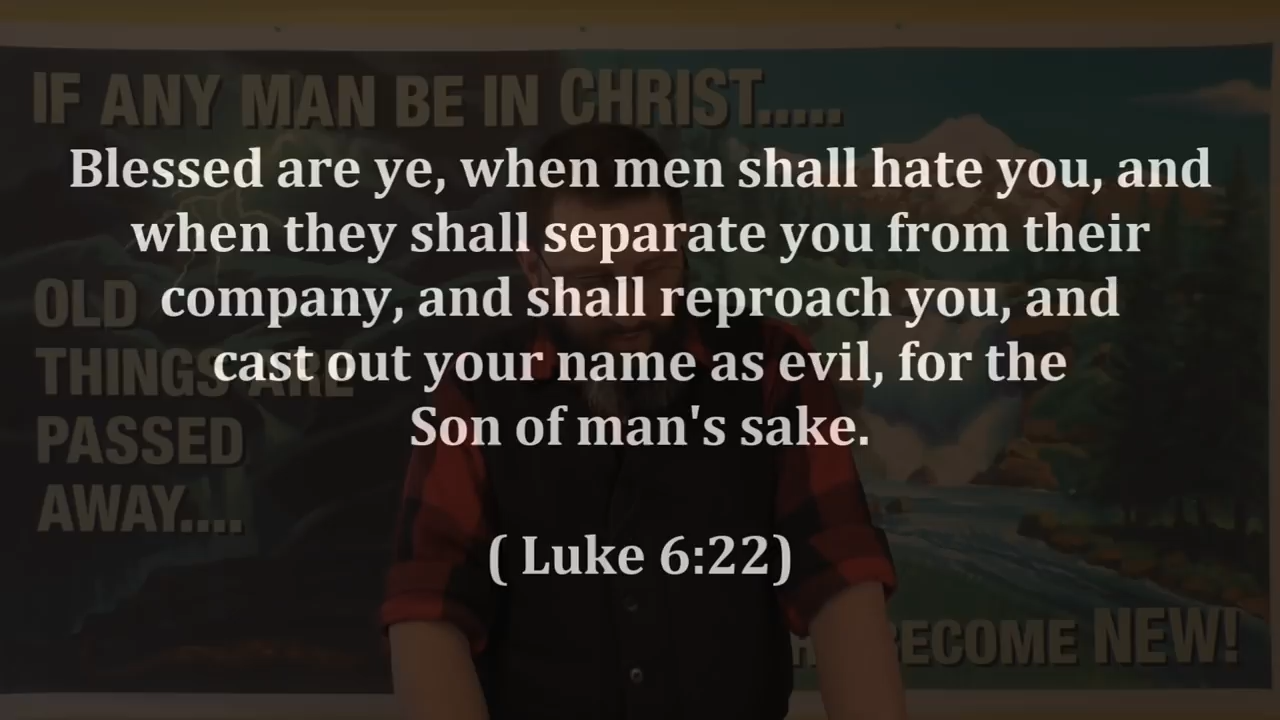 IF ANY MAN BE IN CHRIST.....
Blessed are ye, when men shall hate you, and
when they shall separate you from their
company, and shall reproach you, and
cast out your name as evil, for the
Son of man's sake.
( Luke 6:22)
OLD
THINGS ARE
PASSED
AWAY....
BECOME NEW!